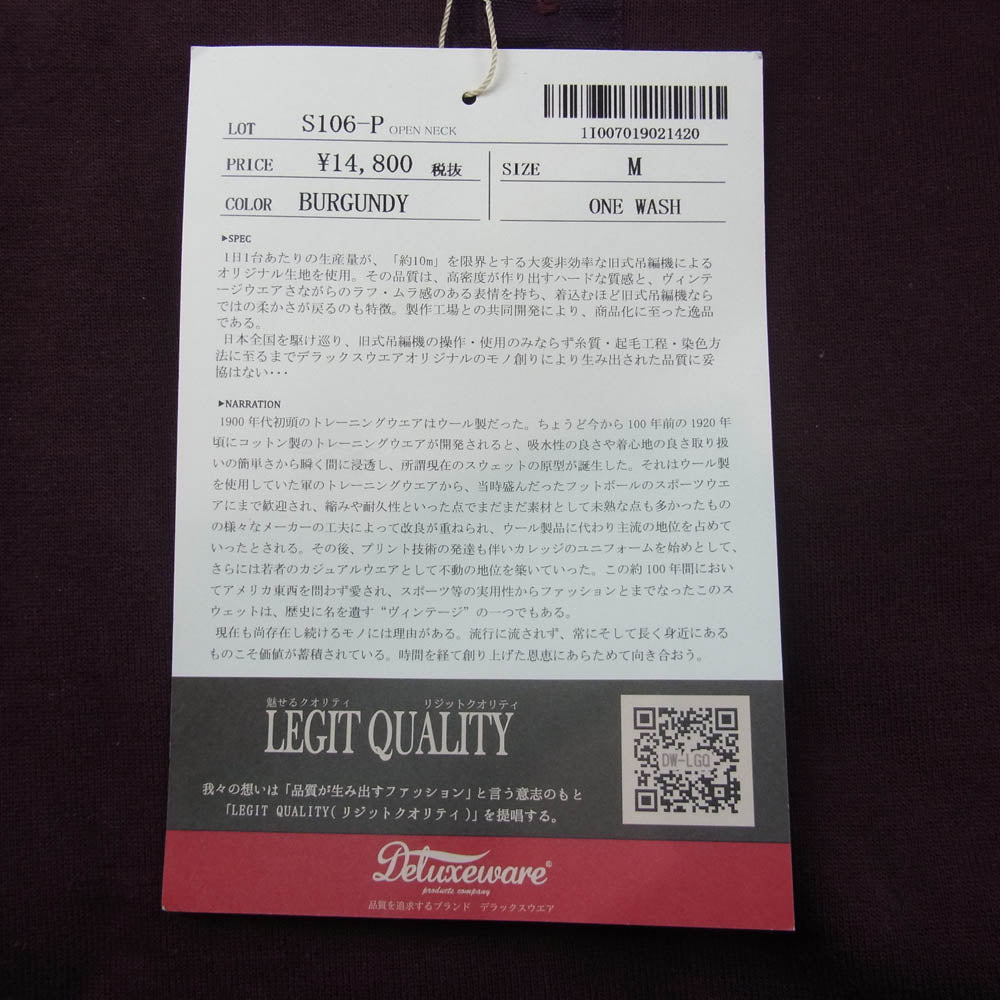 LOT S106-P OPEN NECK
1I007019021420
PRICE ¥14,800 税抜
SIZE M
COLOR BURGUNDY
ONE WASH
▶SPEC
1日1台あたりの生産量が、「約10m」を限界とする大変非効率な旧式吊編機による
オリジナル生地を使用。その品質は、高密度が作り出すハードな質感と、ヴィンテ
ージウエアさながらのラフ・ムラ感のある表情を持ち、着込むほど旧式吊編機なら
ではの柔かさが戻るのも特徴。製作工場との共同開発により、商品化に至った逸品
である。
日本全国を駆け巡り、旧式吊編機の操作・使用のみならず糸質・起毛工程・染色方
法に至るまでデラックスウエアオリジナルのモノ創りにより生み出された品質に妥
協はない･･･
▶NARRATION
1900年代初頭のトレーニングウエアはウール製だった。ちょうど今から100年前の1920年
頃にコットン製のトレーニングウエアが開発されると、吸水性の良さや着心地の良さ取り扱
いの簡単さから瞬く間に浸透し、所謂現在のスウェットの原型が誕生した。それはウール製
を使用していた軍のトレーニングウエアから、当時盛んだったフットボールのスポーツウエ
アにまで歓迎され、縮みや耐久性といった点でまだまだ素材として未熟な点も多かったもの
の様々なメーカーの工夫によって改良が重ねられ、ウール製品に代わり主流の地位を占めて
いったとされる。その後、プリント技術の発達も伴いカレッジのユニフォームを始めとして、
さらには若者のカジュアルウエアとして不動の地位を築いていった。この約100年間におい
てアメリカ東西を問わず愛され、スポーツ等の実用性からファッションとまでなったこのス
ウェットは、歴史に名を遺す“ヴィンテージ”の一つでもある。
現在も尚存在し続けるモノには理由がある。流行に流されず、常にそして長く身近にある
ものこそ価値が蓄積されている。時間を経て創り上げた恩恵にあらためて向き合おう。
魅せるクオリティ リジットクオリティ
LEGIT QUALITY
DW-LGQ
我々の想いは「品質が生み出すファッション」と言う意志のもと
「LEGIT QUALITY(リジットクオリティ)」を提唱する。
Deluxeware®
products company
品質を追求するブランド デラックスウエア